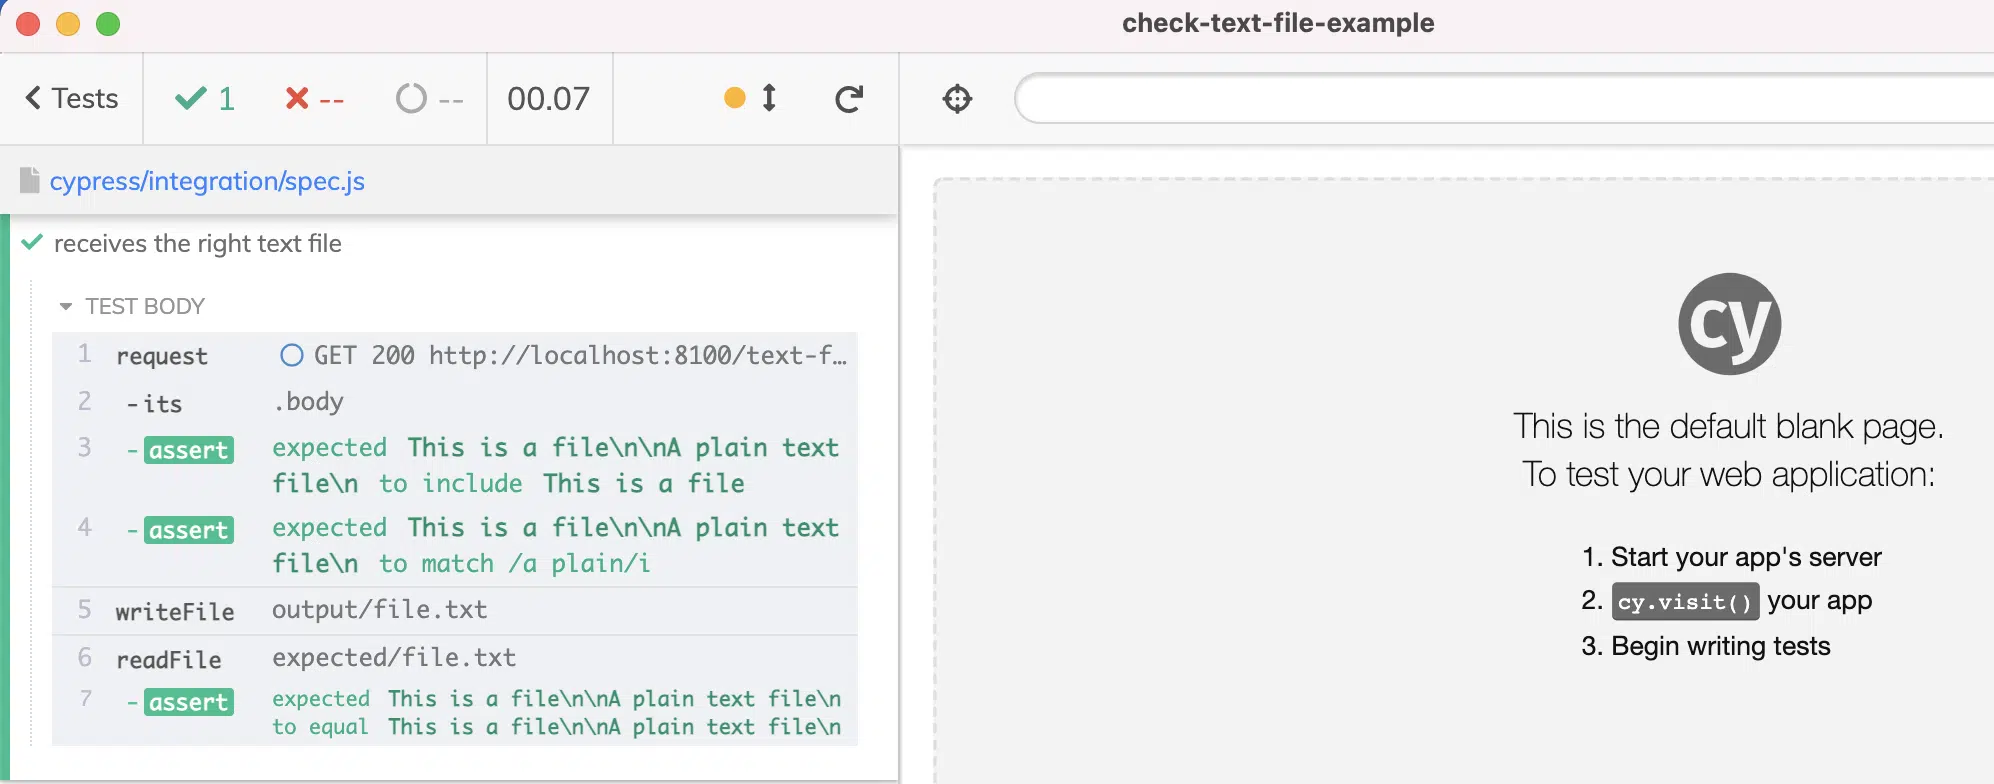 check-text-file-example
Tests
1
--
--
00.07
cypress/integration/spec.js
receives the right text file
TEST BODY
1 request GET 200 http://localhost:8100/text-f…
2 -its .body
3 -assert expected This is a file\n\nA plain text
file\n to include This is a file
4 -assert expected This is a file\n\nA plain text
file\n to match /a plain/i
5 writeFile output/file.txt
6 readFile expected/file.txt
7 -assert expected This is a file\n\nA plain text file\n
to equal This is a file\n\nA plain text file\n
cy
This is the default blank page.
To test your web application:
1. Start your app's server
2. cy.visit() your app
3. Begin writing tests